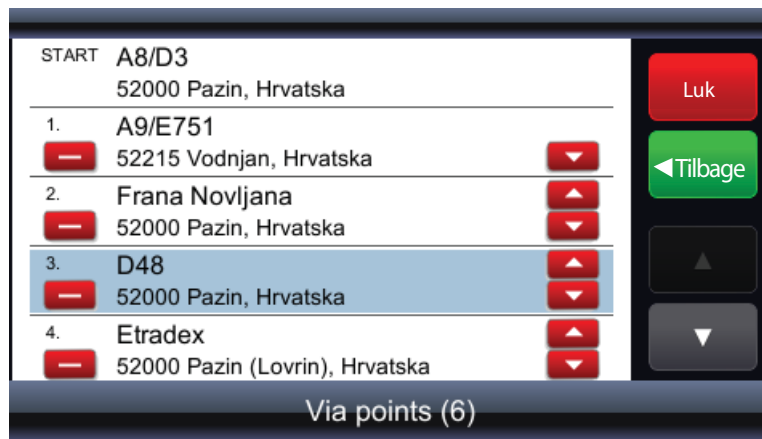 START A8/D3
52000 Pazin, Hrvatska
1. A9/E751
52215 Vodnjan, Hrvatska
2. Frana Novljana
52000 Pazin, Hrvatska
3. D48
52000 Pazin, Hrvatska
4. Etradex
52000 Pazin (Lovrin), Hrvatska
Luk
Tilbage
Via points (6)